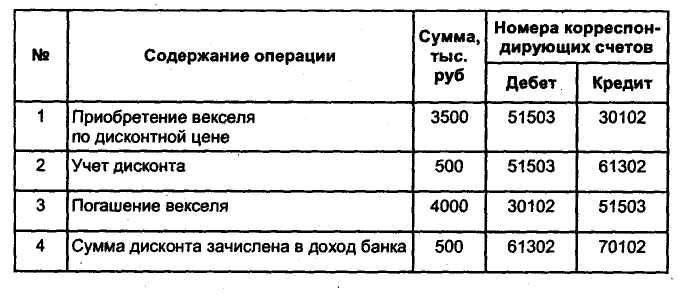 № Содержание операции Сумма, тыс. руб Номера корреспон-
дирующих счетов
Дебет Кредит
1 Приобретение векселя
по дисконтной цене 3500 51503 30102
2 Учет дисконта 500 51503 61302
3 Погашение векселя 4000 30102 51503
4 Сумма дисконта зачислена в доход банка 500 61302 70102